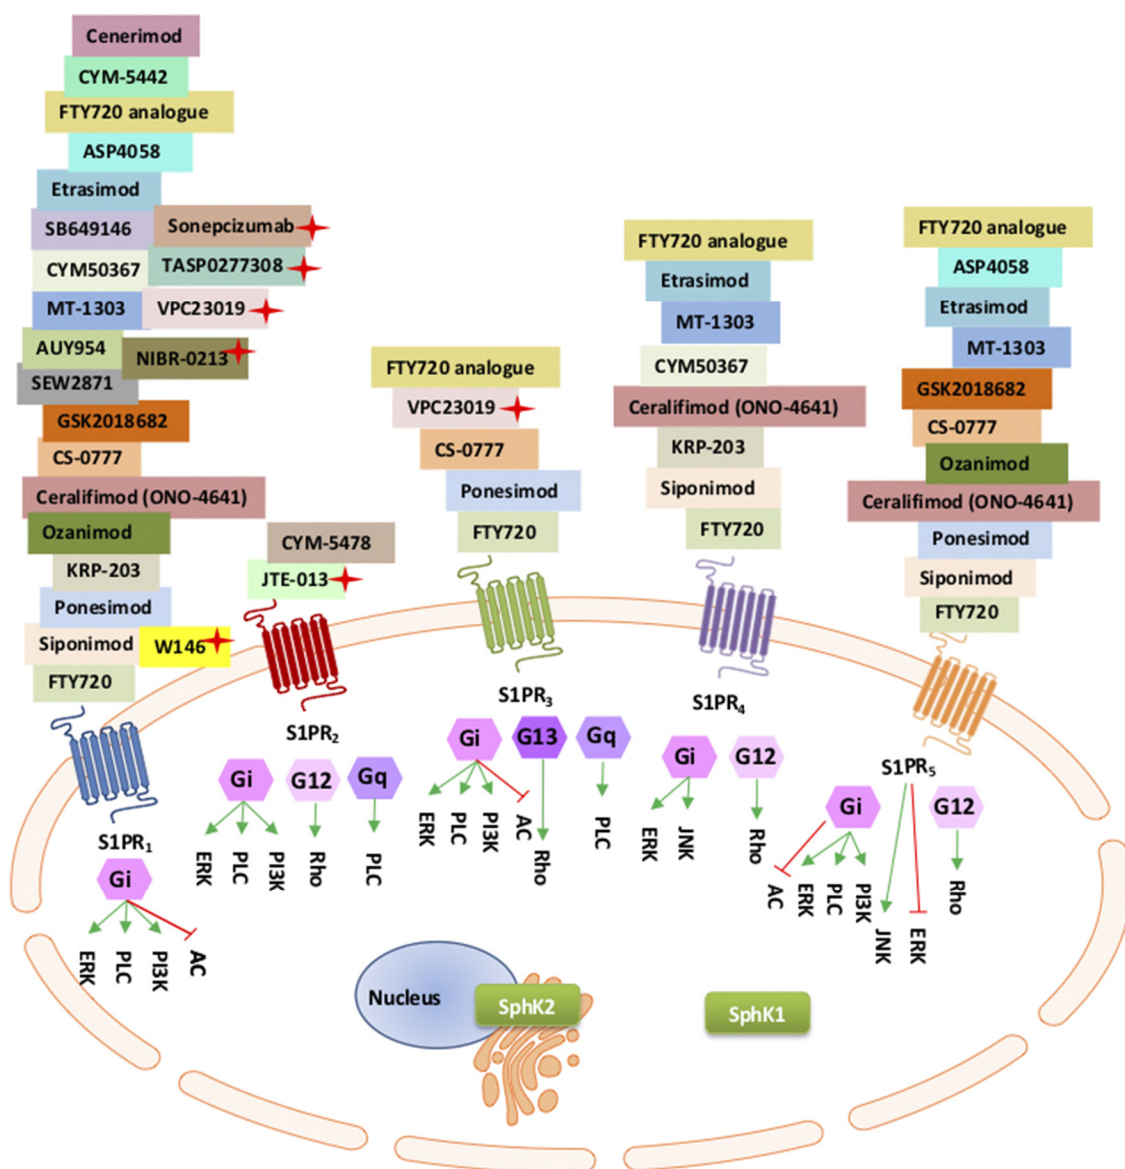 Cenerimod
CYM-5442
FTY720 analogue
ASP4058
Etrasimod
SB649146
Sonepcizumab
CYM50367
TASP0277308
MT-1303
VPC23019
AUY954
NIBR-0213
SEW2871
GSK2018682
CS-0777
Ceralifimod (ONO-4641)
Ozanimod
KRP-203
Ponesimod
Siponimod
W146
FTY720
S1PR1
Gi
ERK
PLC
PI3K
AC
CYM-5478
JTE-013
S1PR2
Gi
G12
Gq
ERK
PLC
PI3K
Rho
PLC
FTY720 analogue
VPC23019
CS-0777
Ponesimod
FTY720
S1PR3
Gi
G13
Gq
ERK
PLC
PI3K
AC
Rho
PLC
FTY720 analogue
Etrasimod
MT-1303
CYM50367
Ceralifimod (ONO-4641)
KRP-203
Siponimod
FTY720
S1PR4
Gi
G12
ERK
JNK
Rho
FTY720 analogue
ASP4058
Etrasimod
MT-1303
GSK2018682
CS-0777
Ozanimod
Ceralifimod (ONO-4641)
Ponesimod
Siponimod
FTY720
S1PR5
Gi
G12
AC
ERK
PLC
PI3K
JNK
ERK
Rho
Nucleus
SphK2
SphK1